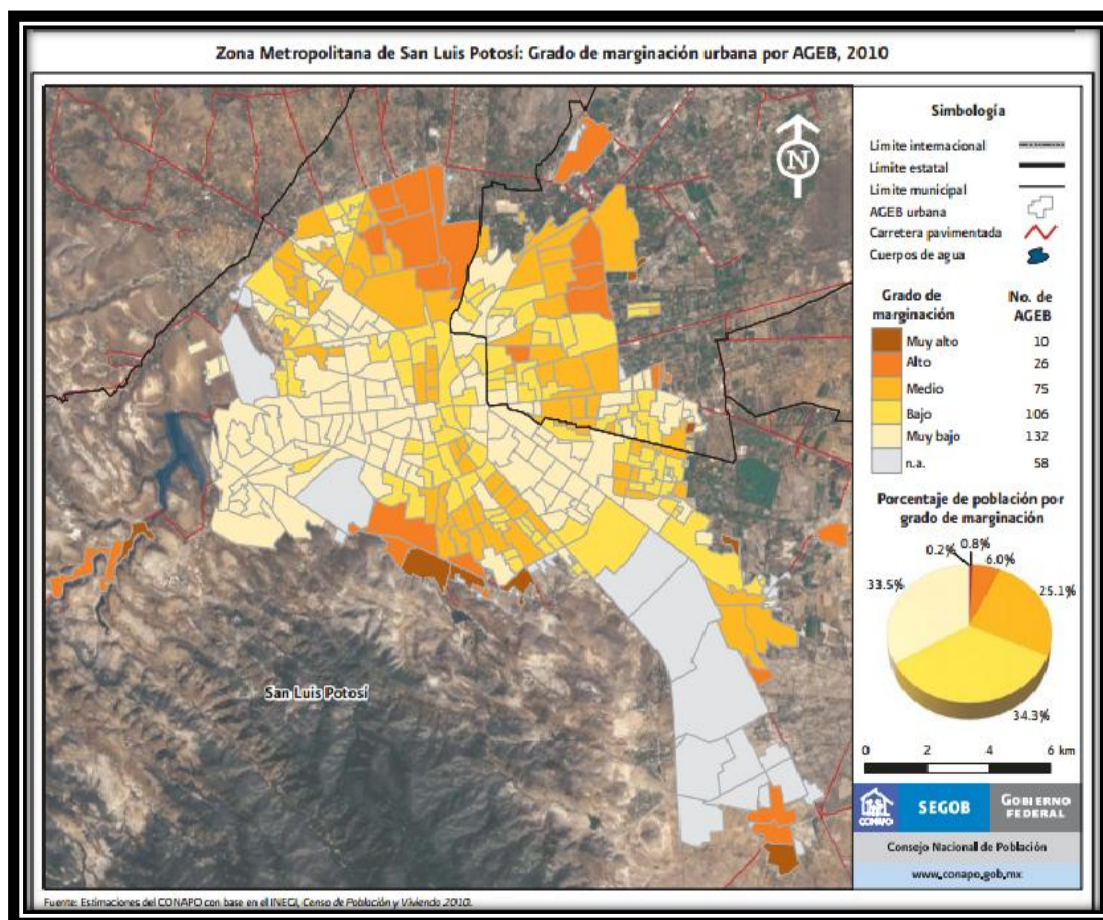 Zona Metropolitana de San Luis Potosí: Grado de marginación urbana por AGEB, 2010
N
San Luis Potosí
Simbología
Límite internacional
Límite estatal
Límite municipal
AGEB urbana
Carretera pavimentada
Cuerpos de agua
Grado de marginación No. de AGEB
Muy alto 10
Alto 26
Medio 75
Bajo 106
Muy bajo 132
n.a. 58
Porcentaje de población por
grado de marginación
0.2% 0.8%
6.0%
33.5% 25.1%
34.3%
0 2 4 6 km
CONAPO SEGOB GOBIERNO FEDERAL
Consejo Nacional de Población
www.conapo.gob.mx
Fuente: Estimaciones del CONAPO con base en el INEGI, Censo de Población y Vivienda 2010.